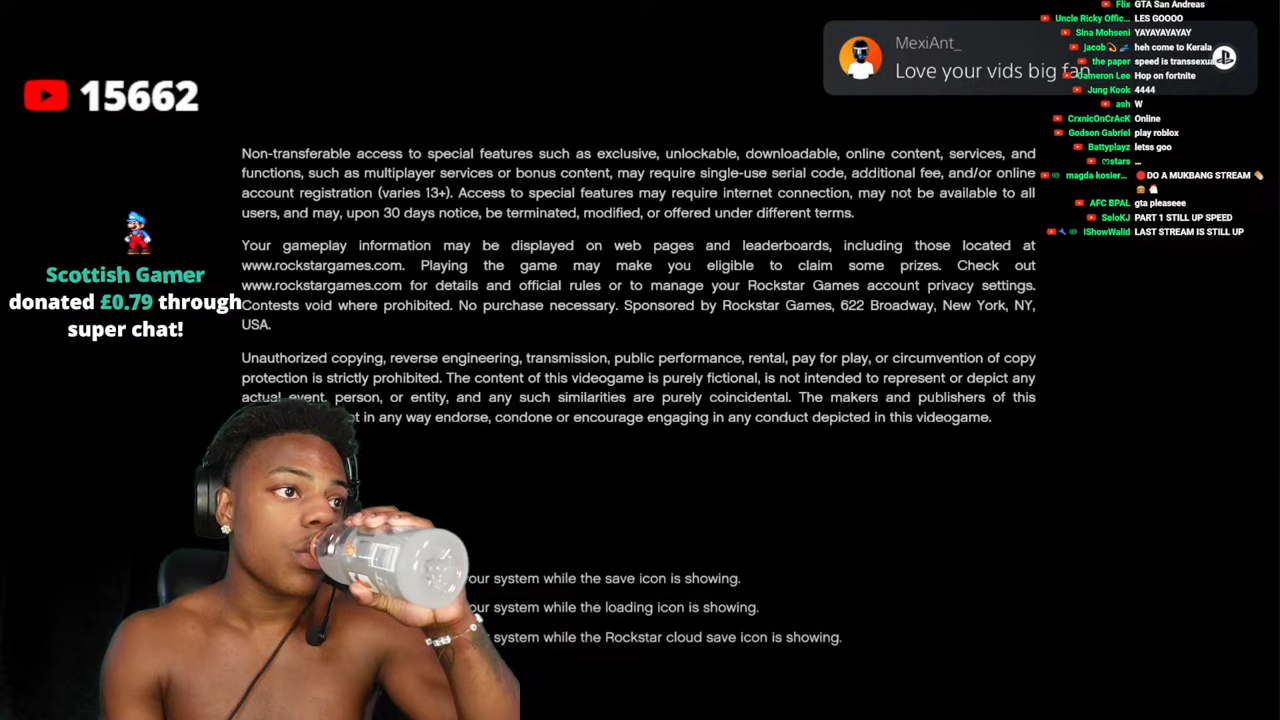 15662
MexiAnt_
Love your vids big fan
Flix GTA San Andreas
Uncle Ricky Offic... LES GOOOO
Sina Mohseni YAYAYAYAYAY
jacob heh come to Kerala
the paper speed is transsexual
Cameron Lee Hop on fortnite
Jung Kook 4444
ash W
CrxnicOnCrAcK Online
Godson Gabriel play roblox
Battyplayz letss goo
stars ...
magda kosier... DO A MUKBANG STREAM
AFC BPAL gta pleaseee
SoloKJ PART 1 STILL UP SPEED
IShowWalid LAST STREAM IS STILL UP
Non-transferable access to special features such as exclusive, unlockable, downloadable, online content, services, and
functions, such as multiplayer services or bonus content, may require single-use serial code, additional fee, and/or online
account registration (varies 13+). Access to special features may require internet connection, may not be available to all
users, and may, upon 30 days notice, be terminated, modified, or offered under different terms.
Your gameplay information may be displayed on web pages and leaderboards, including those located at
www.rockstargames.com. Playing the game may make you eligible to claim some prizes. Check out
www.rockstargames.com for details and official rules or to manage your Rockstar Games account privacy settings.
Contests void where prohibited. No purchase necessary. Sponsored by Rockstar Games, 622 Broadway, New York, NY,
USA.
Scottish Gamer
donated £0.79 through
super chat!
Unauthorized copying, reverse engineering, transmission, public performance, rental, pay for play, or circumvention of copy
protection is strictly prohibited. The content of this videogame is purely fictional, is not intended to represent or depict any
actual event, person, or entity, and any such similarities are purely coincidental. The makers and publishers of this
in any way endorse, condone or encourage engaging in any conduct depicted in this videogame.
system while the save icon is showing.
system while the loading icon is showing.
system while the Rockstar cloud save icon is showing.